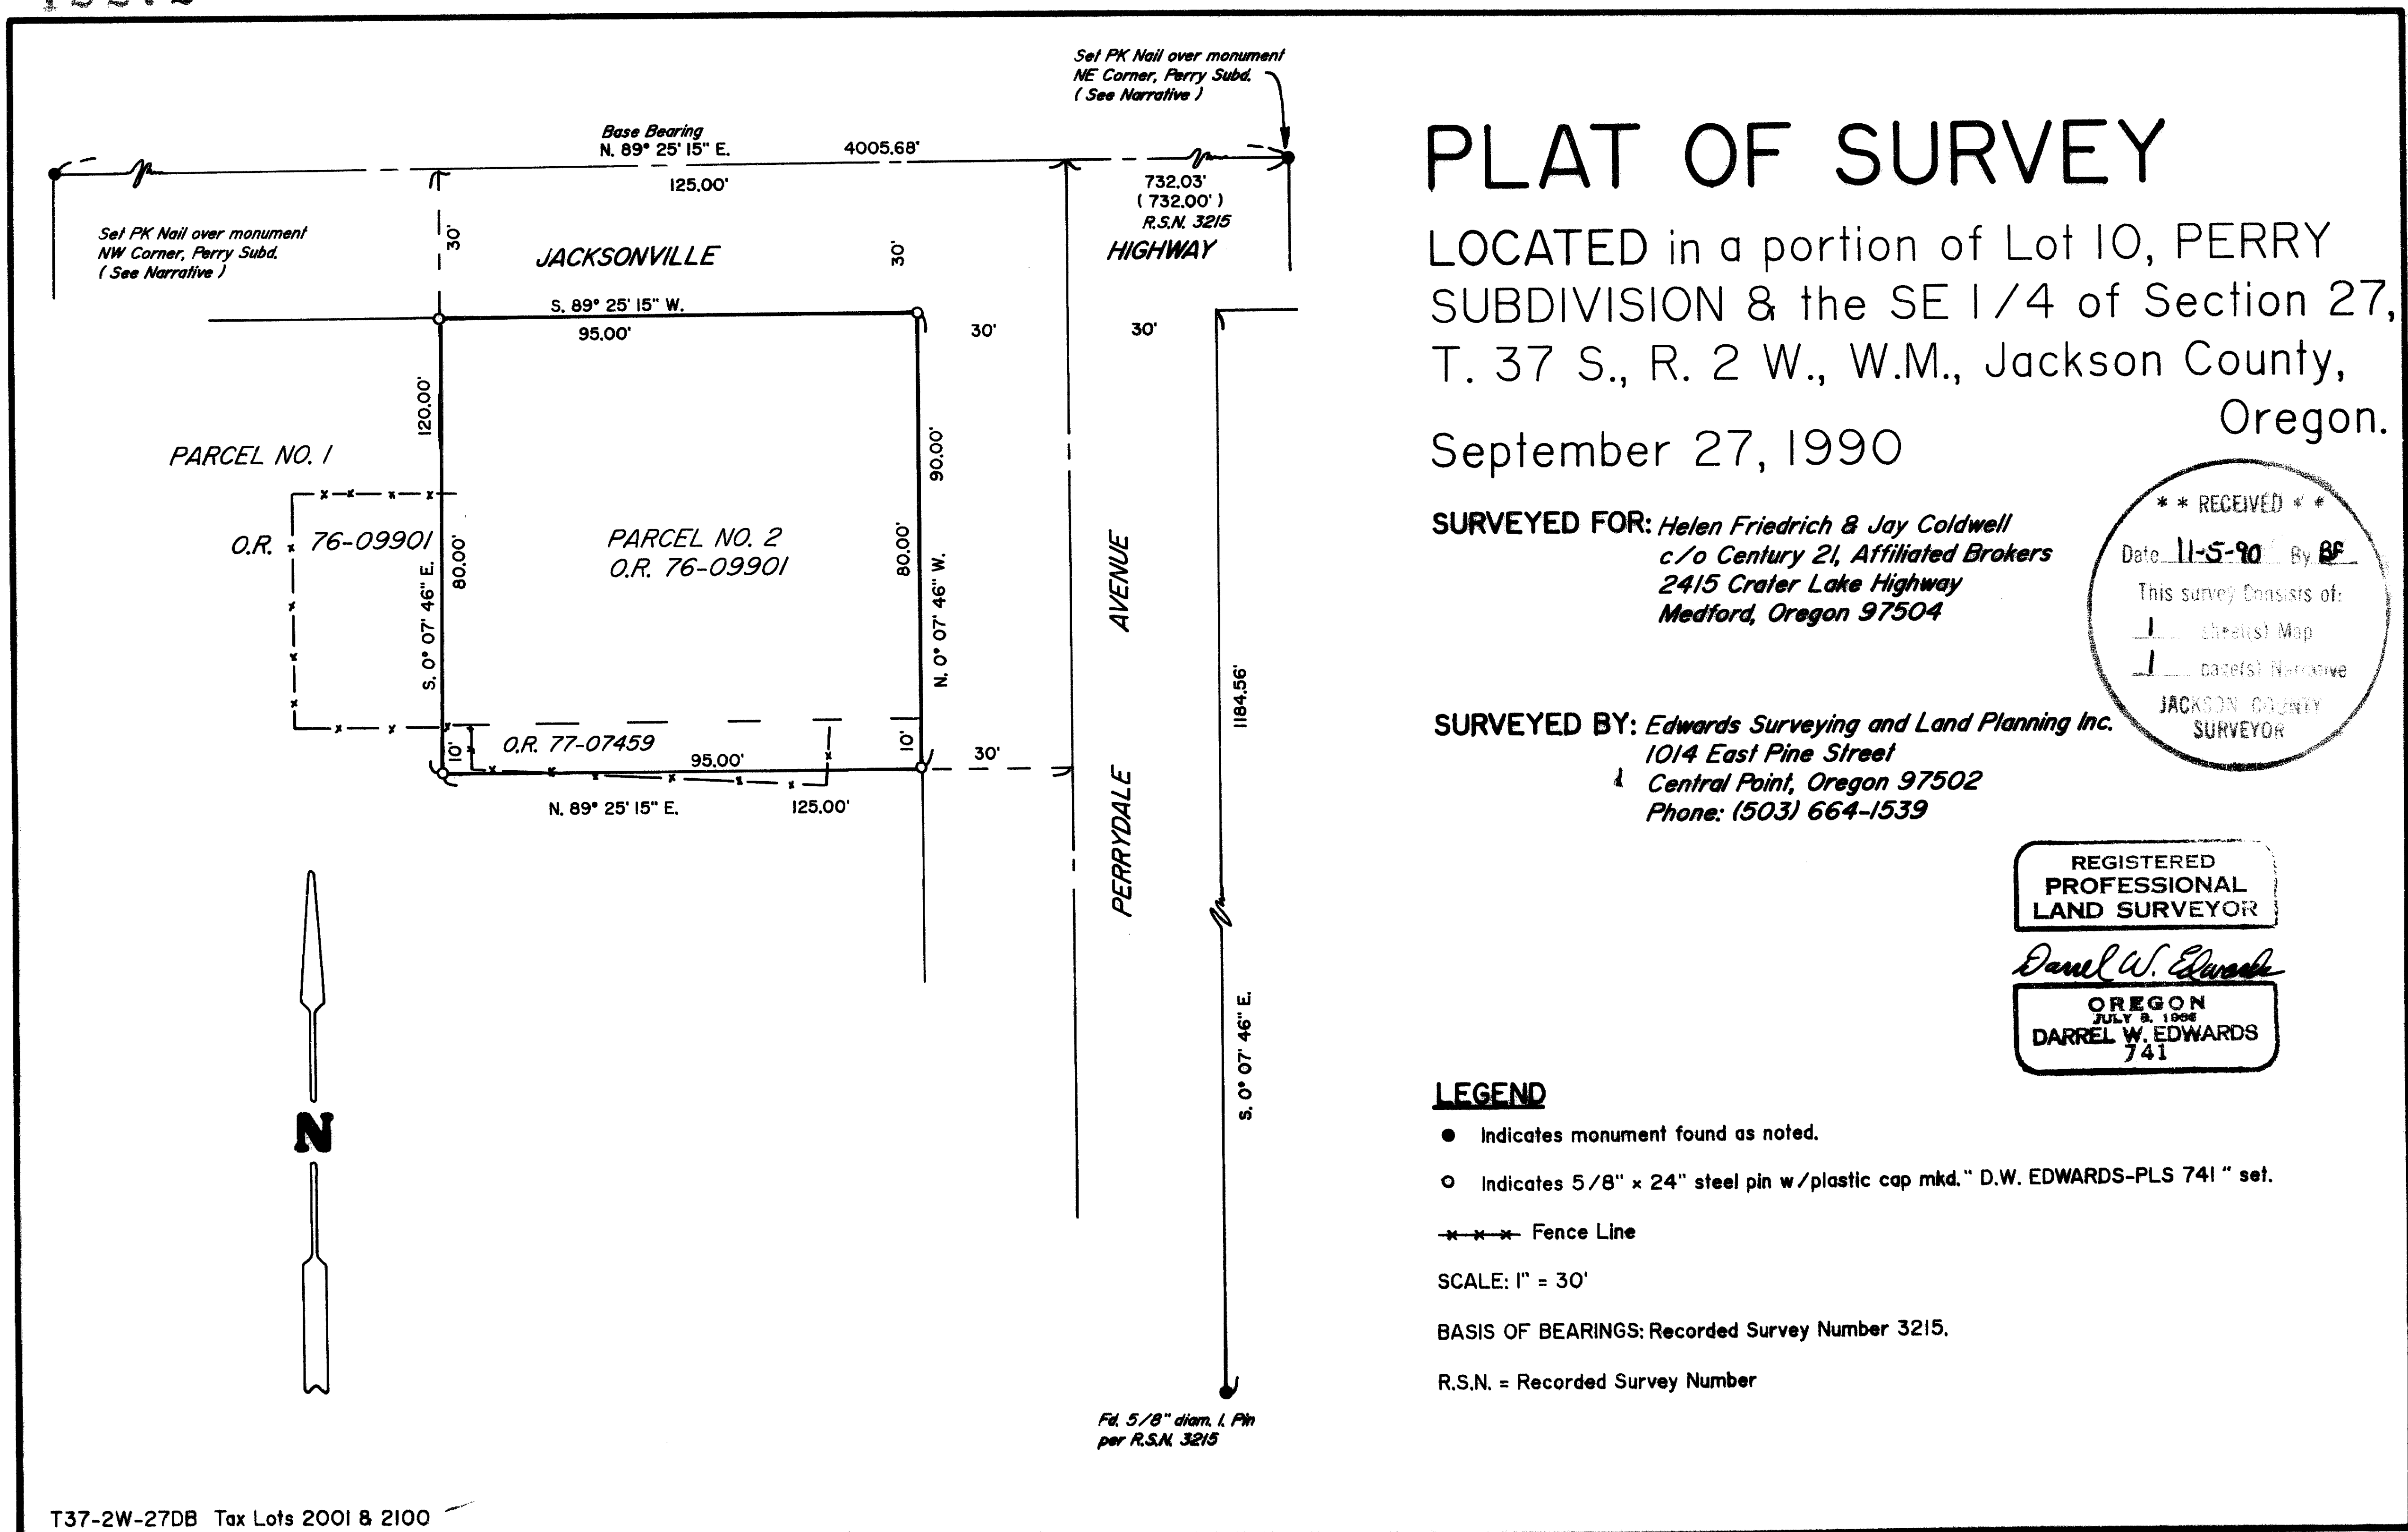 Set PK Nail over monument
NE Corner, Perry Subd.
( See Narrative )
Base Bearing
N. 89° 25' 15" E.
4005.68'
125.00'
732.03'
( 732.00' )
R.S.N. 3215
Set PK Nail over monument
NW Corner, Perry Subd.
( See Narrative )
30'
JACKSONVILLE
30'
HIGHWAY
S. 89° 25' 15" W.
95.00'
30'
30'
120.00'
90.00'
PARCEL NO. 1
O.R. 76-09901
S. 0° 07' 46" E.
80.00'
PARCEL NO. 2
O.R. 76-09901
80.00'
N. 0° 07' 46" W.
PERRYDALE AVENUE
1184.56'
S. 0° 07' 46" E.
10'
O.R. 77-07459
10'
95.00'
30'
N. 89° 25' 15" E.
125.00'
N
Fd. 5/8" diam. I. Pin
per R.S.N. 3215
T37-2W-27DB Tax Lots 2001 & 2100
PLAT OF SURVEY
LOCATED in a portion of Lot 10, PERRY
SUBDIVISION & the SE 1/4 of Section 27,
T. 37 S., R. 2 W., W.M., Jackson County,
Oregon.
September 27, 1990
SURVEYED FOR: Helen Friedrich & Jay Coldwell
c/o Century 21, Affiliated Brokers
2415 Crater Lake Highway
Medford, Oregon 97504
* * RECEIVED * *
Date 11-5-90 By BF
This survey Consists of:
1 sheet(s) Map
1 page(s) Narrative
JACKSON COUNTY
SURVEYOR
SURVEYED BY: Edwards Surveying and Land Planning Inc.
1014 East Pine Street
Central Point, Oregon 97502
Phone: (503) 664-1539
REGISTERED
PROFESSIONAL
LAND SURVEYOR
Darrel W. Edwards
OREGON
JULY
DARREL W. EDWARDS
741
LEGEND
Indicates monument found as noted.
Indicates 5/8" x 24" steel pin w/plastic cap mkd. " D.W. EDWARDS-PLS 741 " set.
Fence Line
SCALE: 1" = 30'
BASIS OF BEARINGS: Recorded Survey Number 3215.
R.S.N. = Recorded Survey Number